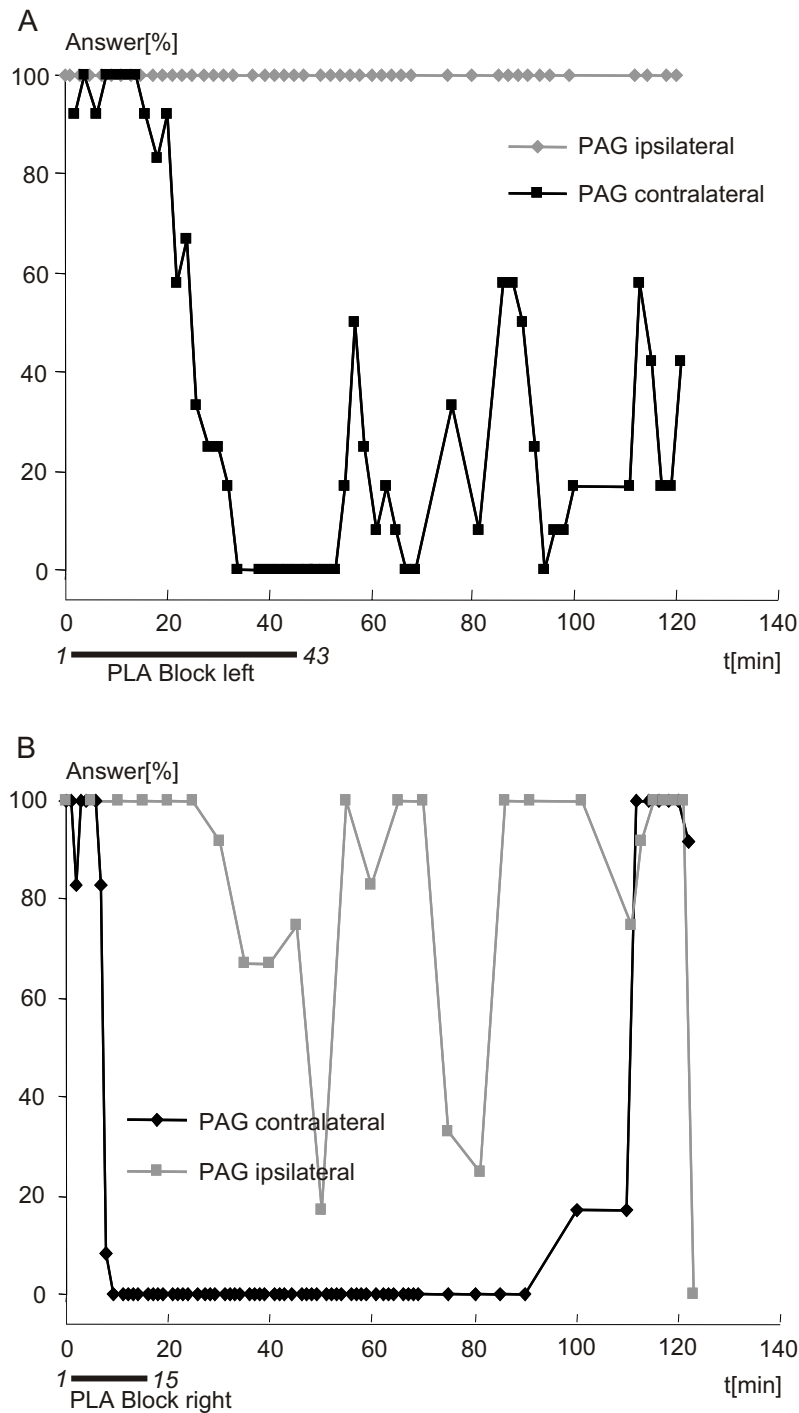 A
Answer[%]
100
80
60
40
20
0
PAG ipsilateral
PAG contralateral
0 20 40 60 80 100 120 140
1 43
PLA Block left
t[min]
B
Answer[%]
100
80
60
40
20
0
PAG contralateral
PAG ipsilateral
0 20 40 60 80 100 120 140
1 15
PLA Block right
t[min]